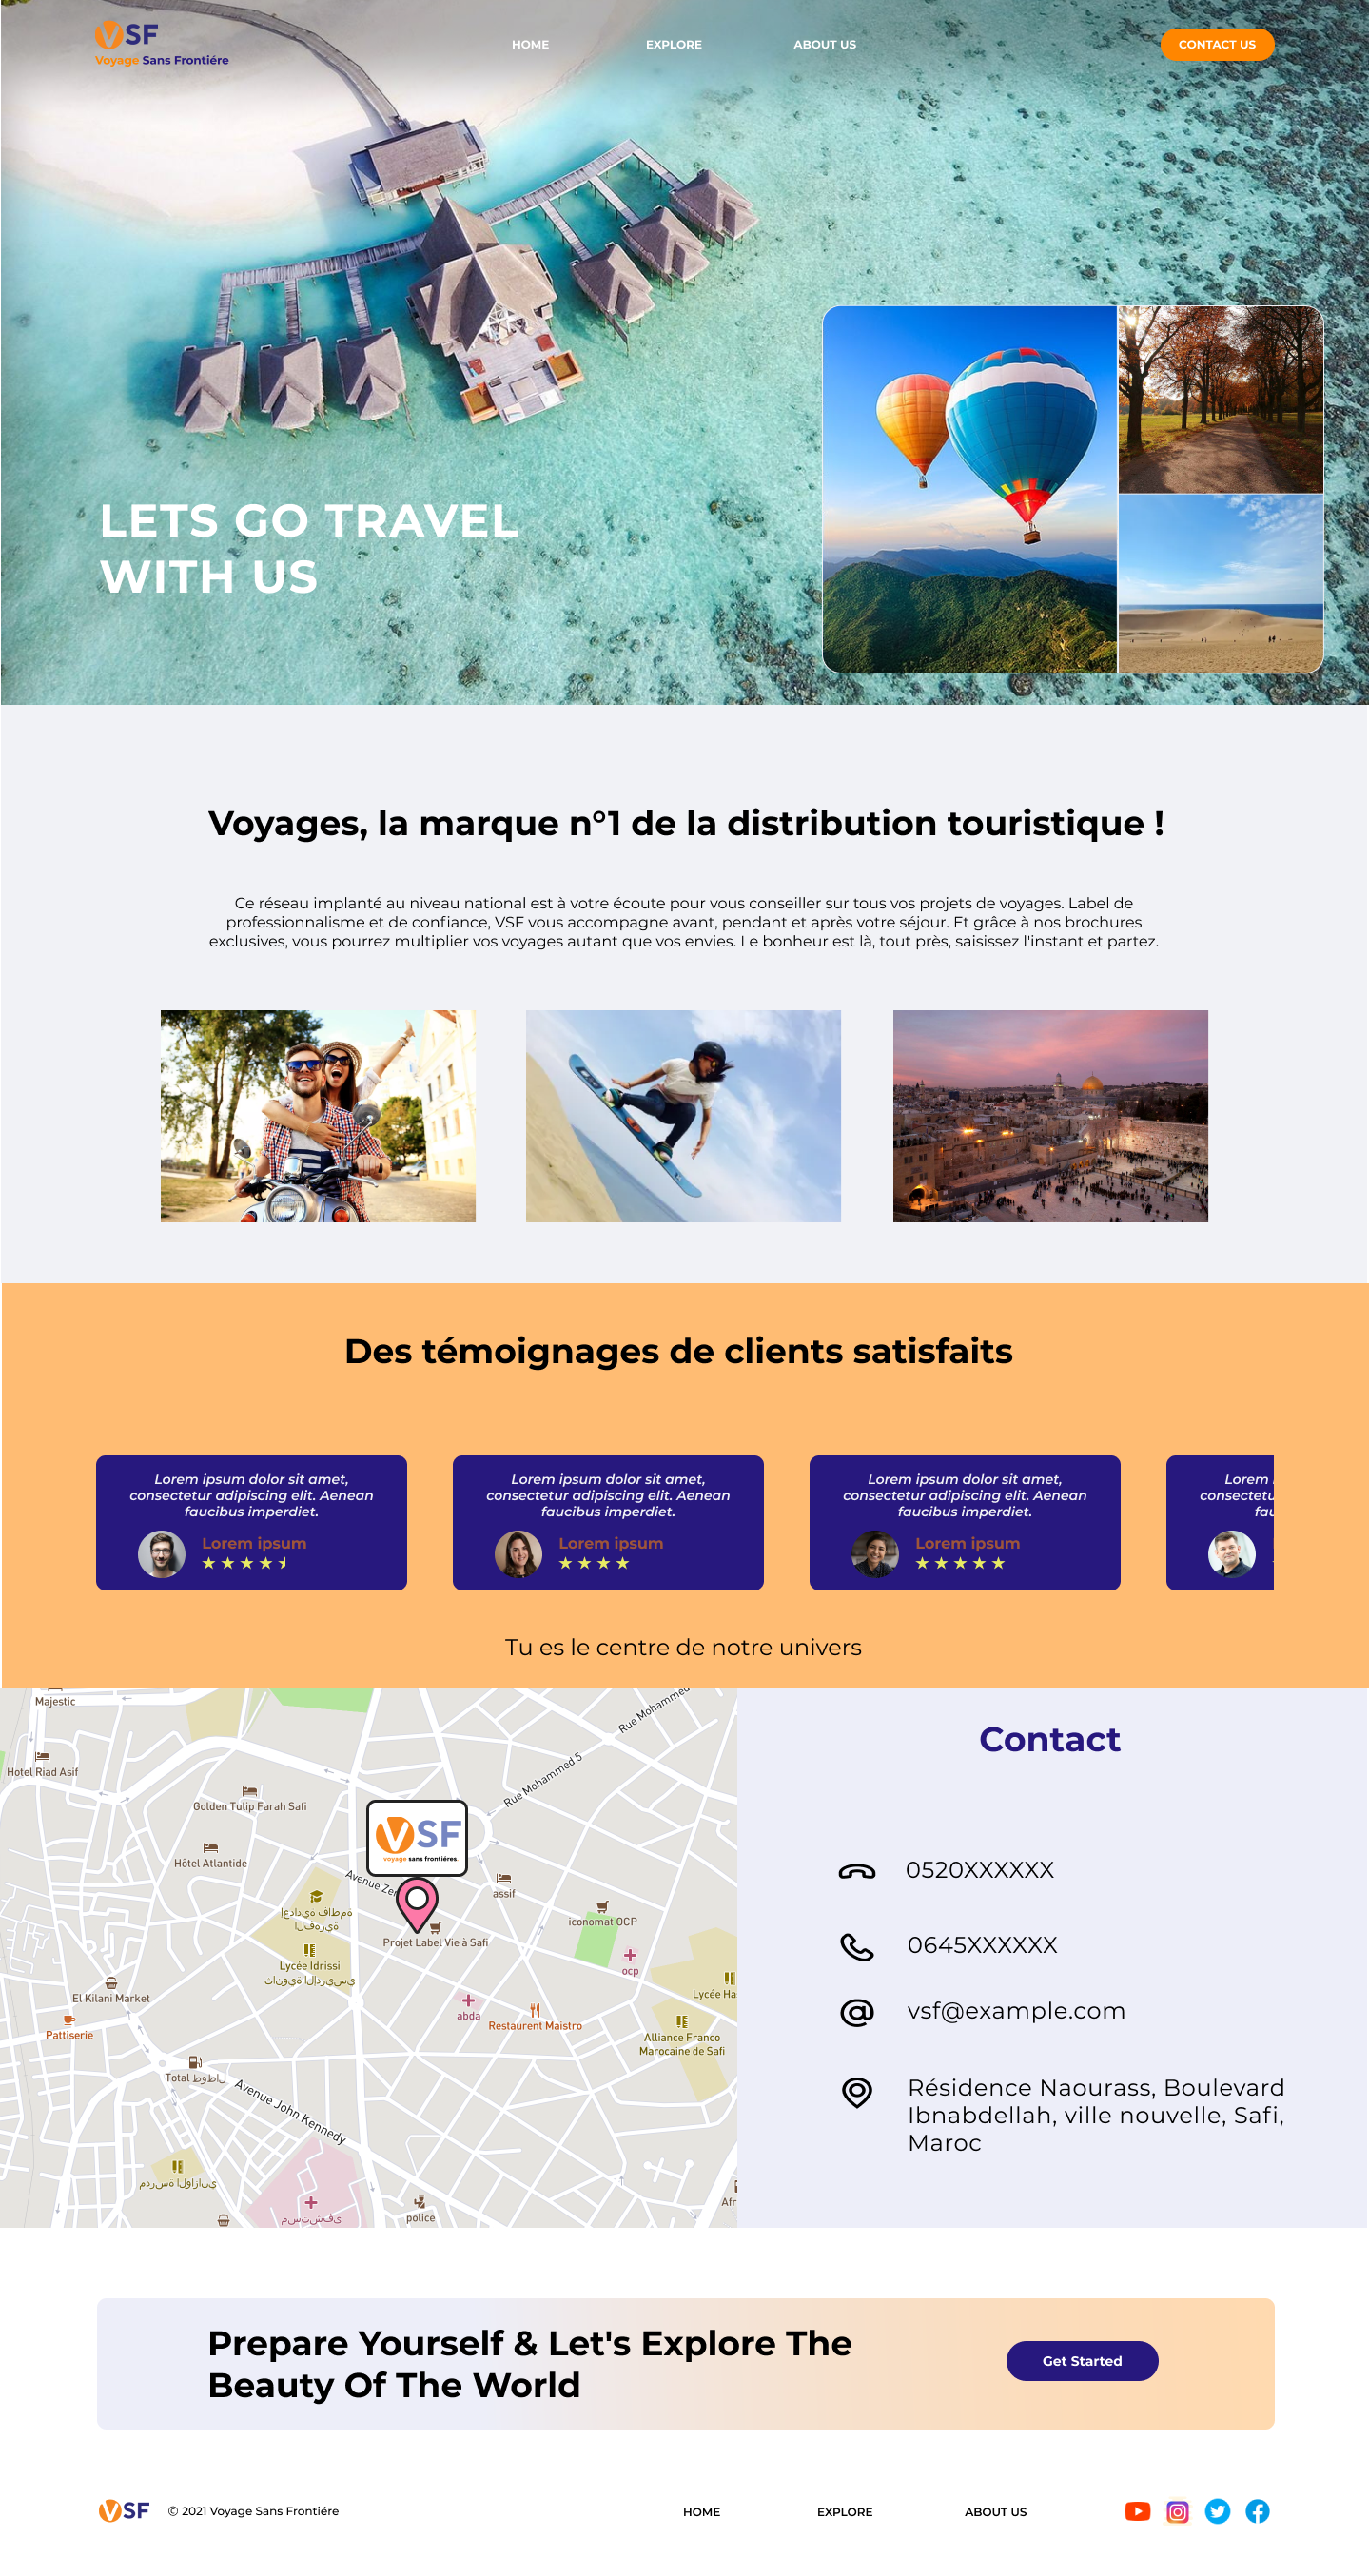 VSF
Voyage Sans Frontiére
HOME
EXPLORE
ABOUT US
CONTACT US
LETS GO TRAVEL
WITH US
Voyages, la marque n°1 de la distribution touristique !
Ce réseau implanté au niveau national est à votre écoute pour vous conseiller sur tous vos projets de voyages. Label de
professionnalisme et de confiance, VSF vous accompagne avant, pendant et après votre séjour. Et grâce à nos brochures
exclusives, vous pourrez multiplier vos voyages autant que vos envies. Le bonheur est là, tout près, saisissez l'instant et partez.
Des témoignages de clients satisfaits
Lorem ipsum dolor sit amet,
consectetur adipiscing elit. Aenean
faucibus imperdiet.
Lorem ipsum
Lorem ipsum dolor sit amet,
consectetur adipiscing elit. Aenean
faucibus imperdiet.
Lorem ipsum
Lorem ipsum dolor sit amet,
consectetur adipiscing elit. Aenean
faucibus imperdiet.
Lorem ipsum
Lorem
consectetu
fau
Tu es le centre de notre univers
Majestic
Rue Mohammed
Hotel Riad Asif
Rue Mohammed 5
Golden Tulip Farah Safi
VSF
voyage sans frontiéres.
Hôtel Atlantide
Avenue Zer
assif
إعدادية فاطمة
الفهرية
iconomat OCP
Projet Label Vie à Safi
Lycée Idrissi
ثانوية الإدريسي
ocp
El Kilani Market
Lycée Has
abda
Restaurent Maistro
Pattiserie
Alliance Franco
Marocaine de Safi
Total طوطال
Avenue John Kennedy
مدرسة الوازاني
Afr
police
مستشفى
Contact
0520XXXXXX
0645XXXXXX
vsf@example.com
Résidence Naourass, Boulevard
Ibnabdellah, ville nouvelle, Safi,
Maroc
Prepare Yourself & Let's Explore The
Beauty Of The World
Get Started
VSF
© 2021 Voyage Sans Frontiére
HOME
EXPLORE
ABOUT US